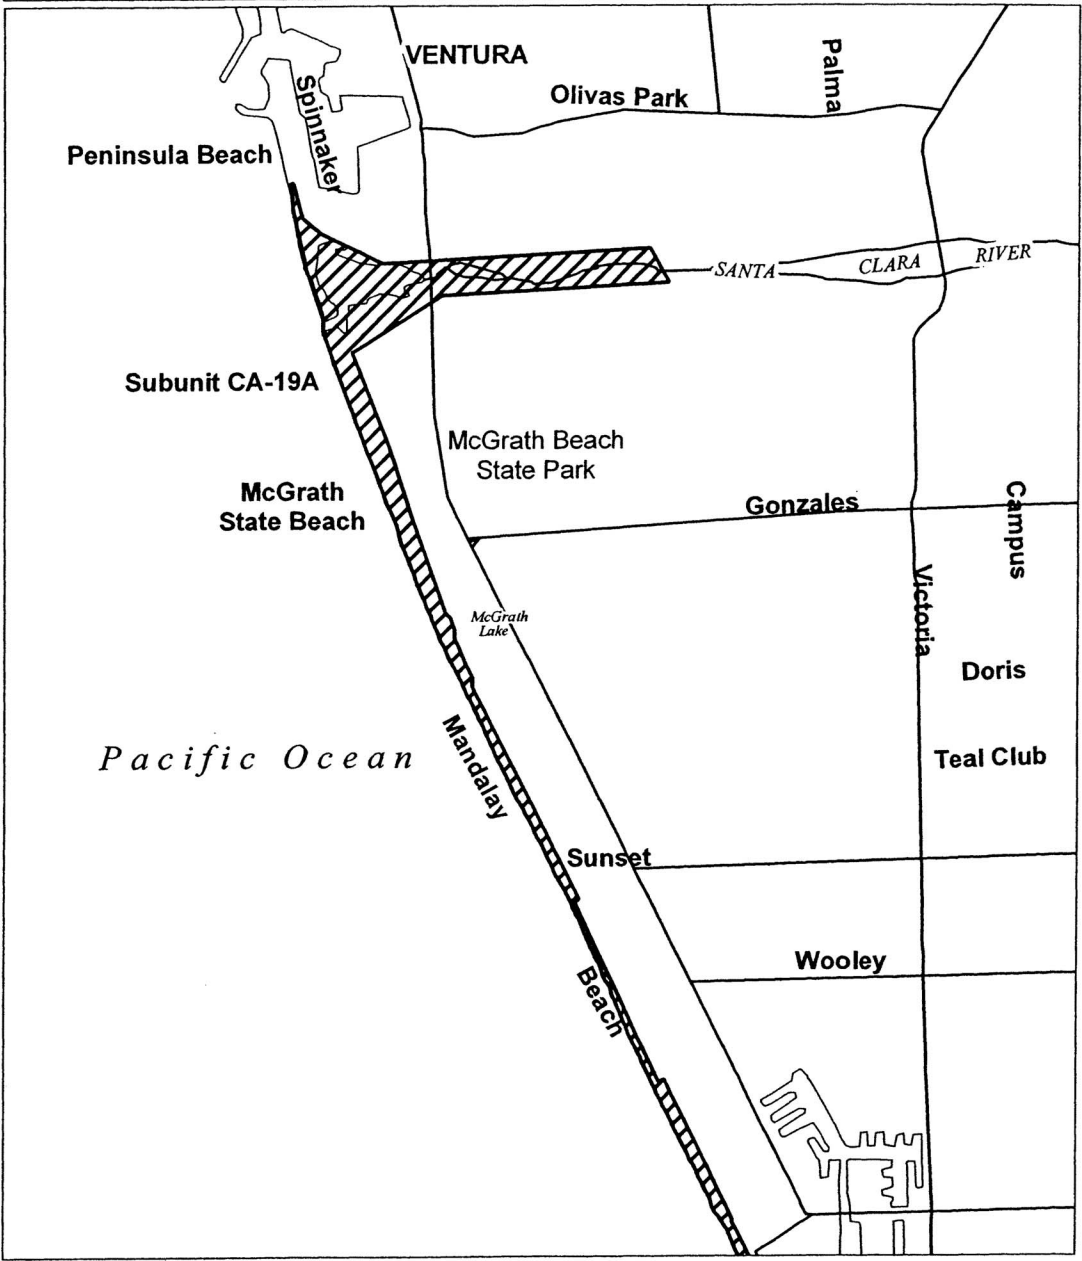 VENTURA
Palma
Olivas Park
Spinnaker
Peninsula Beach
SANTA CLARA RIVER
Subunit CA-19A
McGrath Beach
State Park
McGrath
State Beach
Gonzales
Campus
Victoria
McGrath
Lake
Doris
Mandalay
Pacific Ocean
Teal Club
Sunset
Wooley
Beach